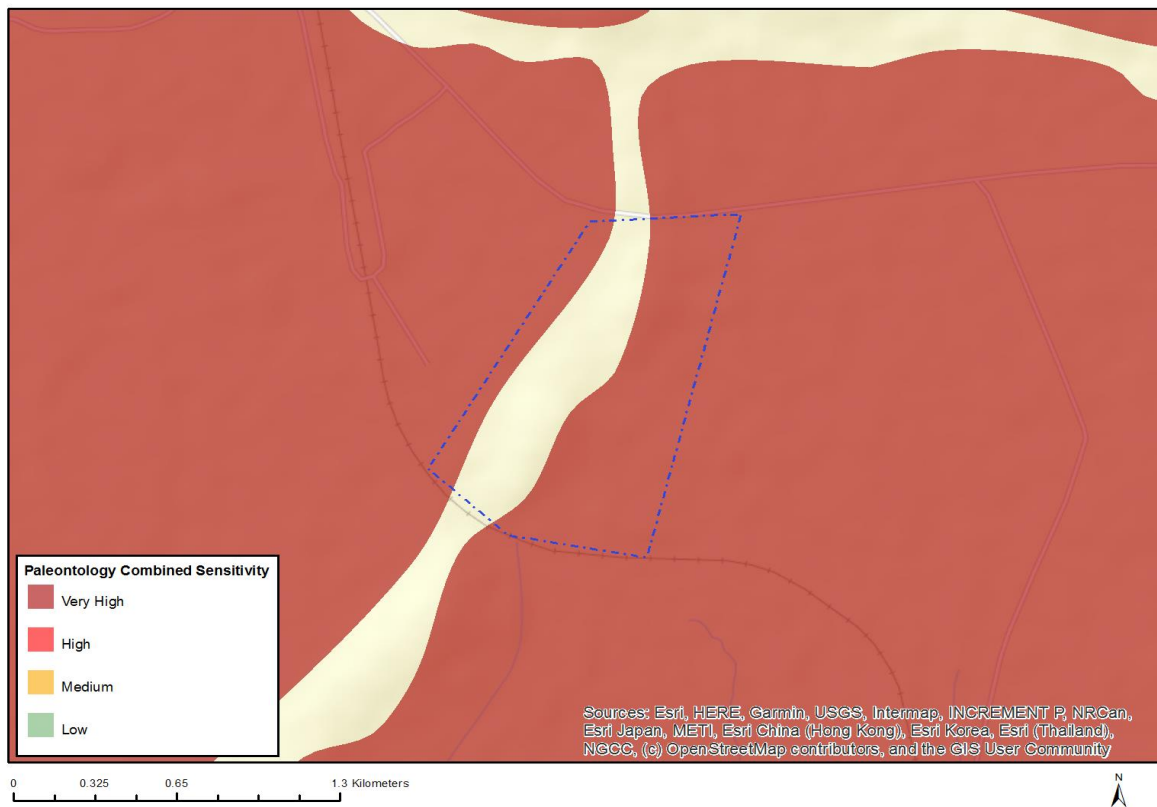 Paleontology Combined Sensitivity
Very High
High
Medium
Low
Sources: Esri, HERE, Garmin, USGS, Intermap, INCREMENT P, NRCan,
Esri Japan, METI, Esri China (Hong Kong), Esri Korea, Esri (Thailand),
NGCC, (c) OpenStreetMap contributors, and the GIS User Community
0 0.325 0.65 1.3 Kilometers
N